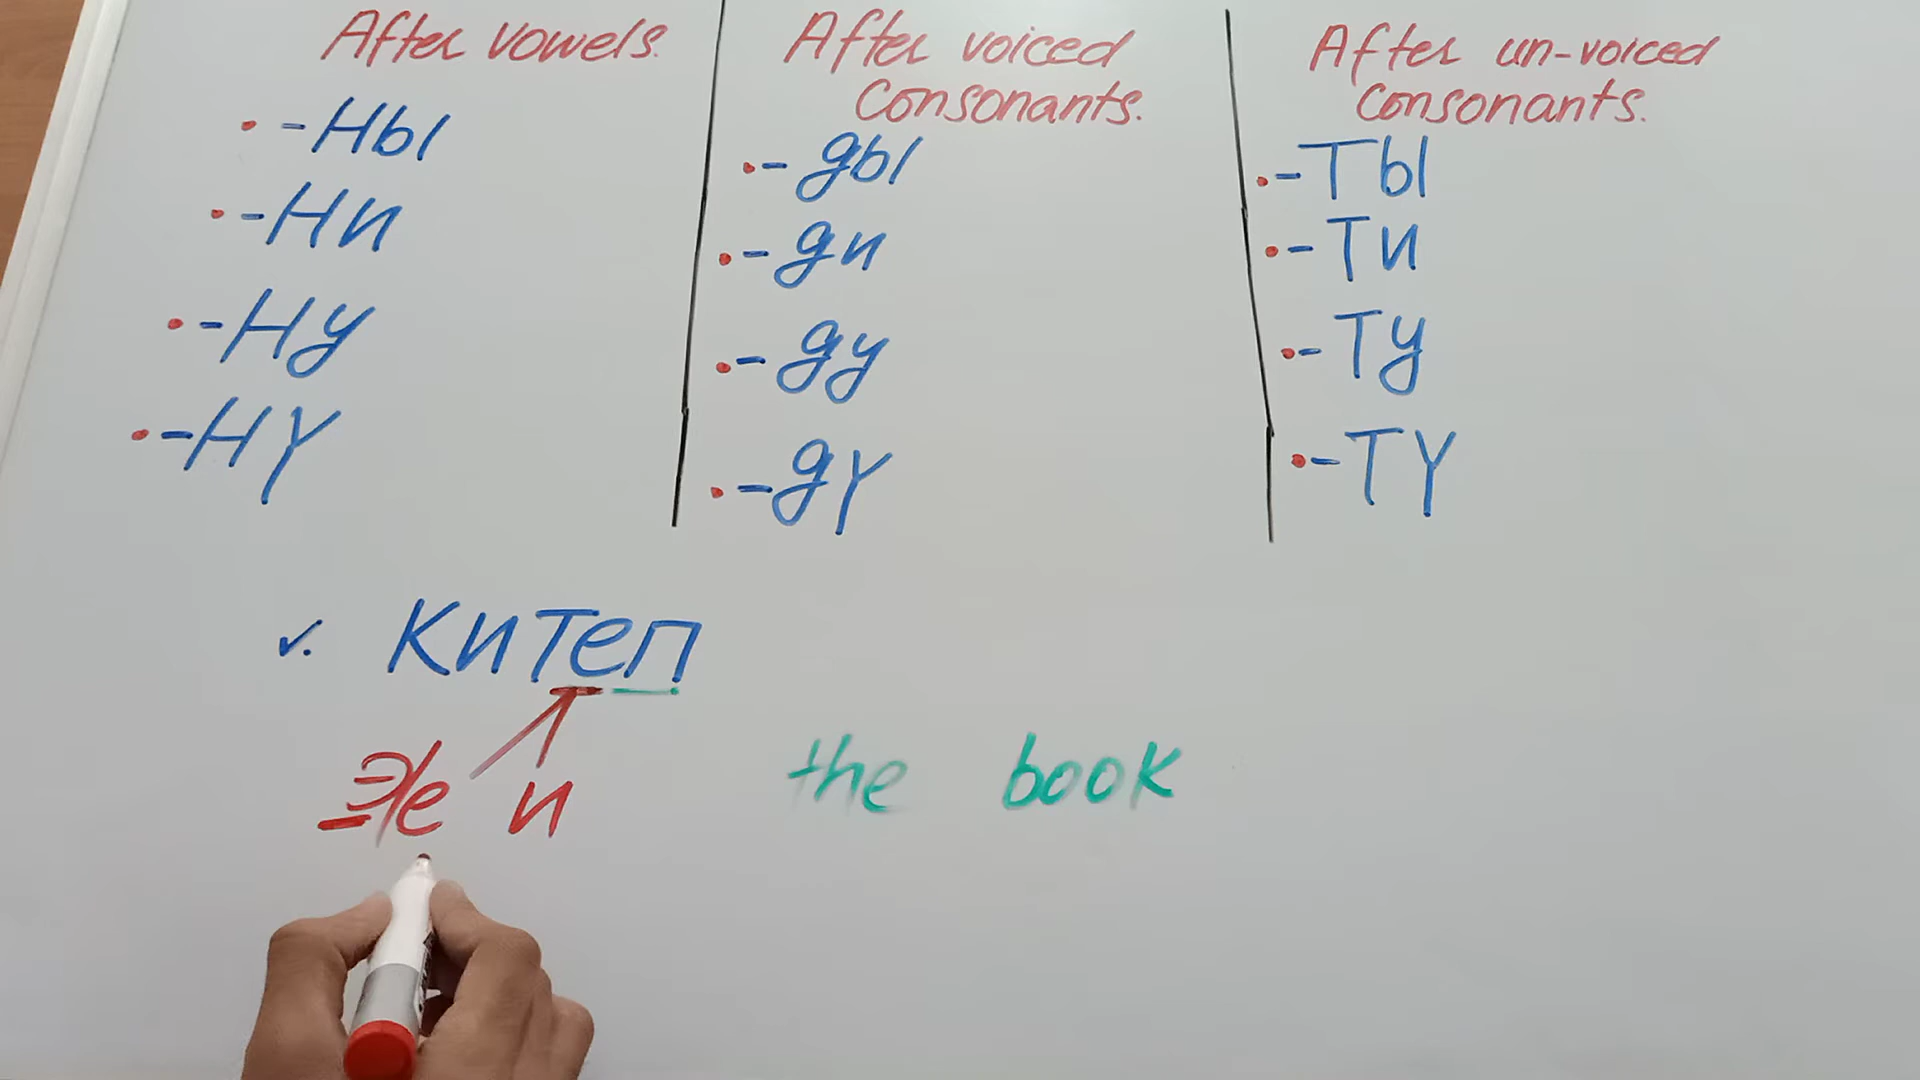 After vowels.
• -Ны
• -Ни
• -Ну
• -НҮ
After voiced
consonants.
• -ды
• -ди
• -ду
• -дү
After un-voiced
consonants.
• -ТЫ
• -Ти
• -Ту
• -ТҮ
✓. Китеп
Э/е и
the book